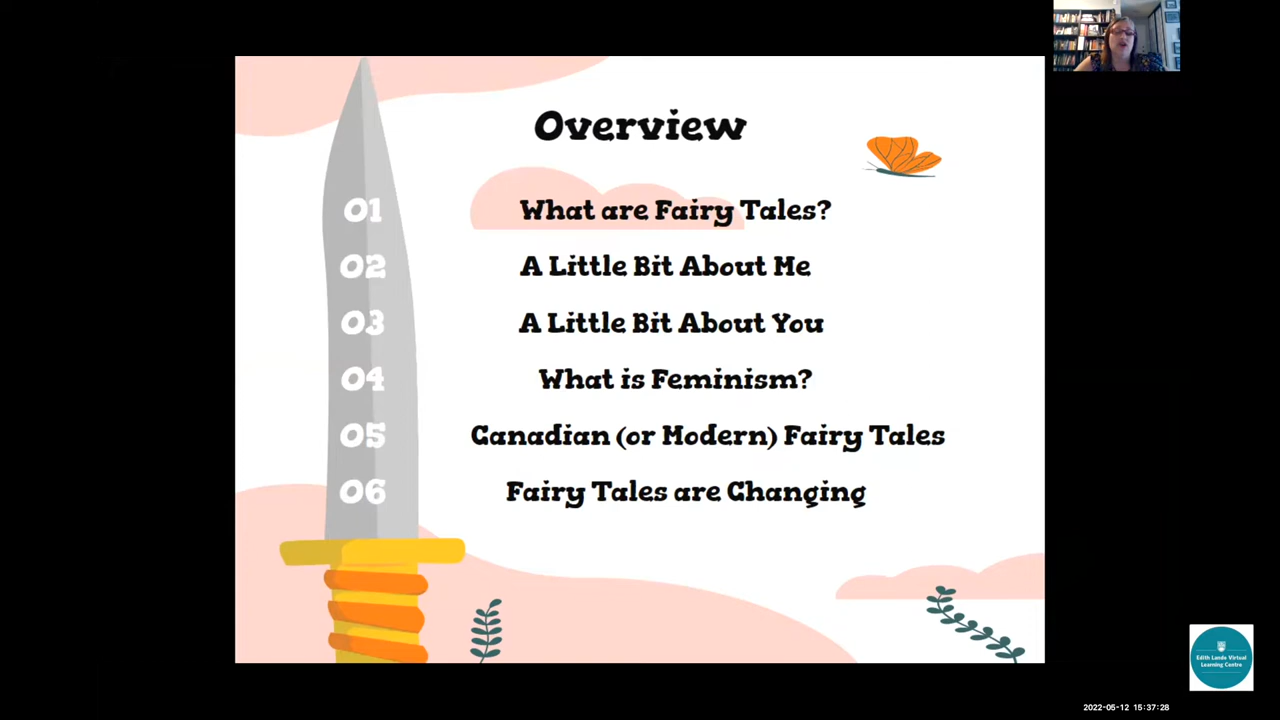 Overview
01 What are Fairy Tales?
02 A Little Bit About Me
03 A Little Bit About You
04 What is Feminism?
05 Canadian (or Modern) Fairy Tales
06 Fairy Tales are Changing
Edith Lando Virtual
Learning Centre
2022-05-12 15:37:28